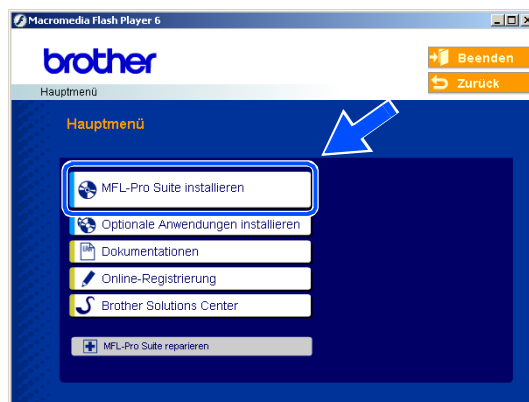 Macromedia Flash Player 6
brother
Beenden
Zurück
Hauptmenü
Hauptmenü
MFL-Pro Suite installieren
Optionale Anwendungen installieren
Dokumentationen
Online-Registrierung
Brother Solutions Center
MFL-Pro Suite reparieren